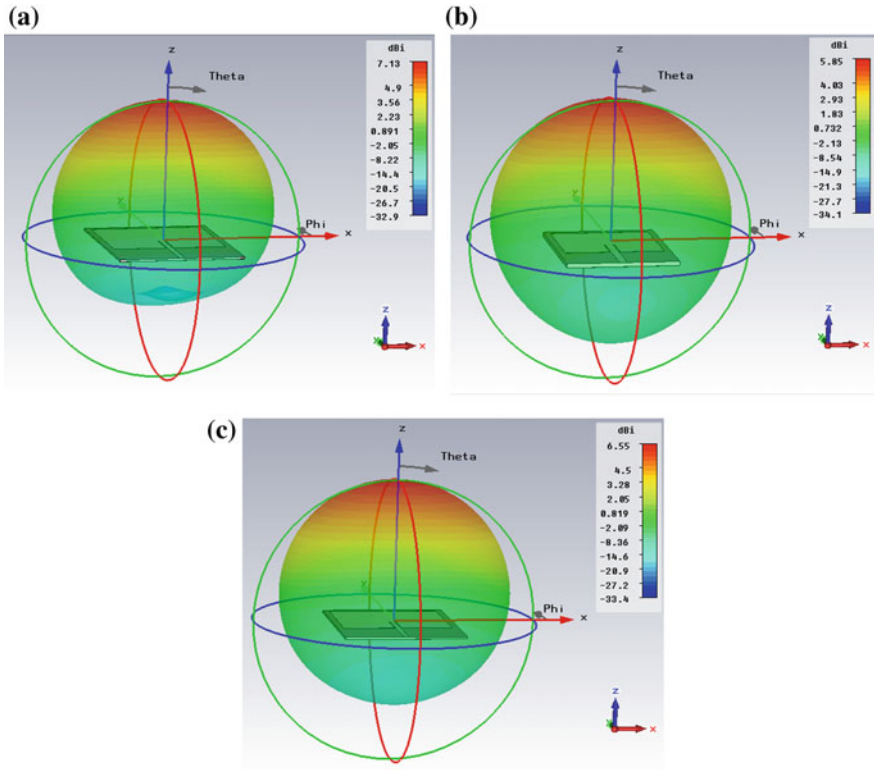 (a)
z
Theta
Y
Phi
x
dBi
7.13
4.9
3.56
2.23
0.891
-2.05
-8.22
-14.4
-20.5
-26.7
-32.9
z
Y
x
(b)
z
Theta
Y
Phi
x
dBi
5.85
4.03
2.93
1.83
0.732
-2.13
-8.54
-14.9
-21.3
-27.7
-34.1
z
Y
x
(c)
z
Theta
Y
Phi
x
dBi
6.55
4.5
3.28
2.05
0.819
-2.09
-8.36
-14.6
-20.9
-27.2
-33.4
z
Y
x